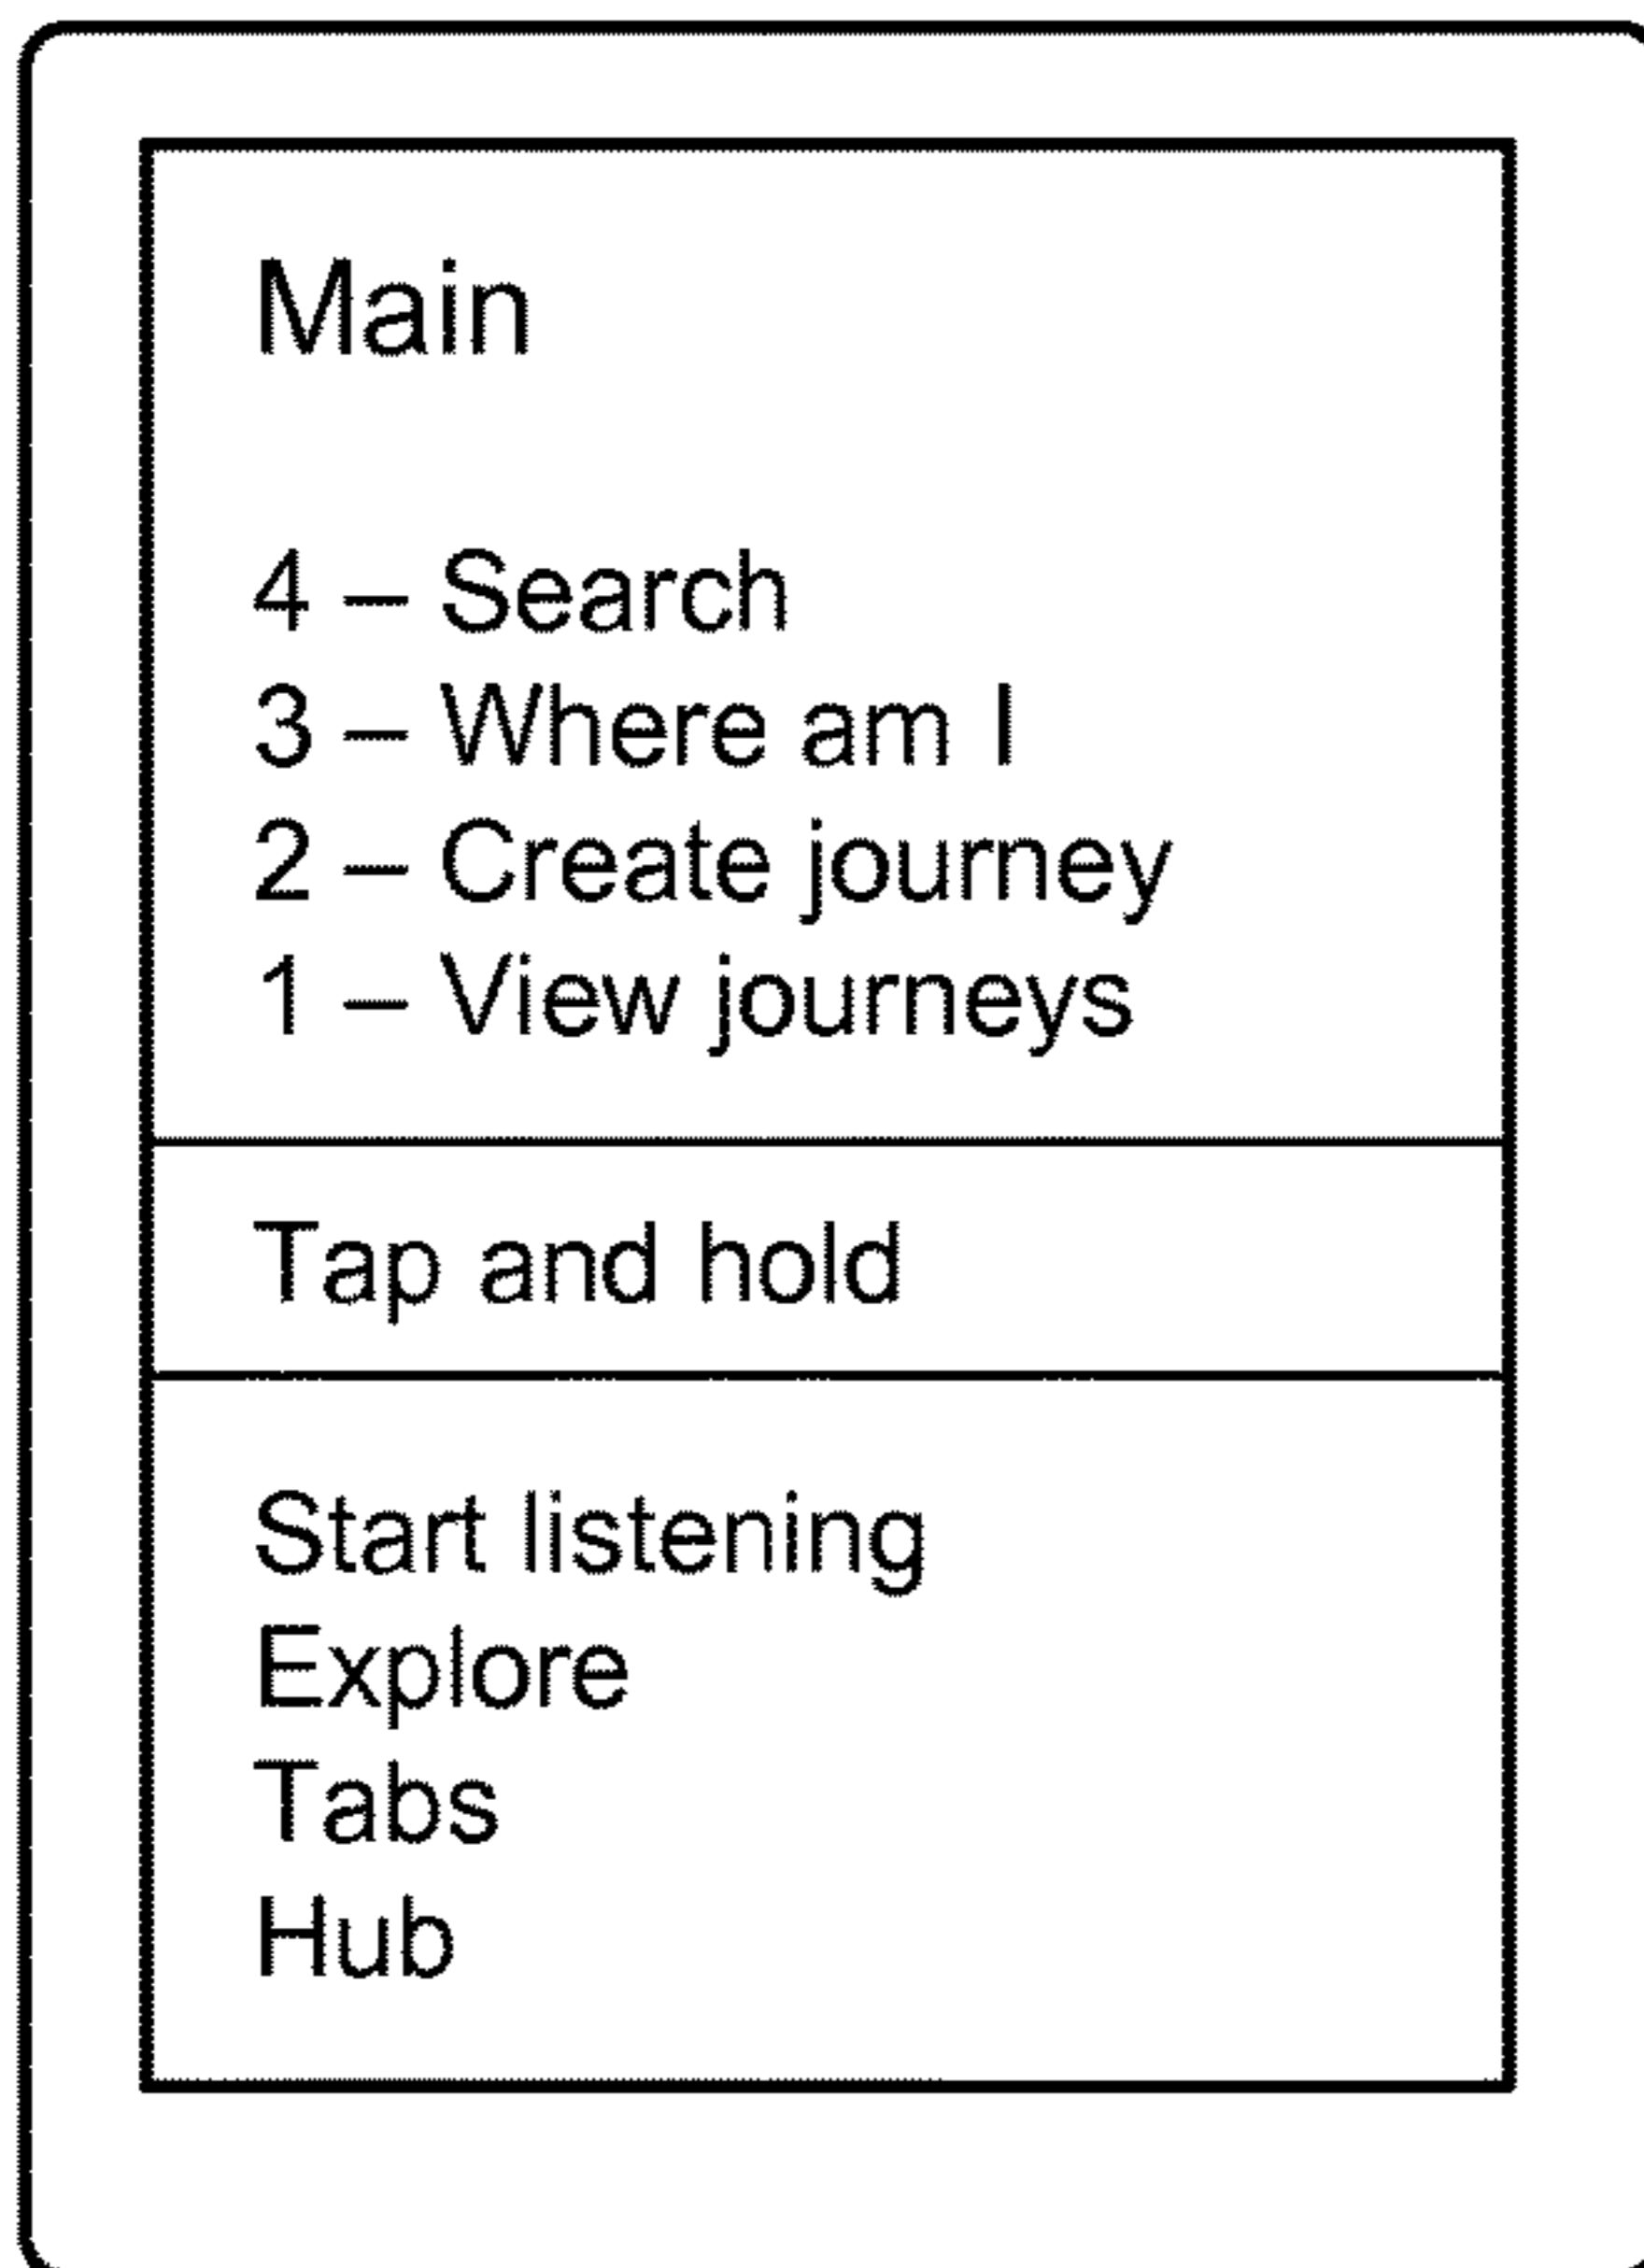 Main
4 – Search
3 – Where am I
2 – Create journey
1 – View journeys
Tap and hold
Start listening
Explore
Tabs
Hub